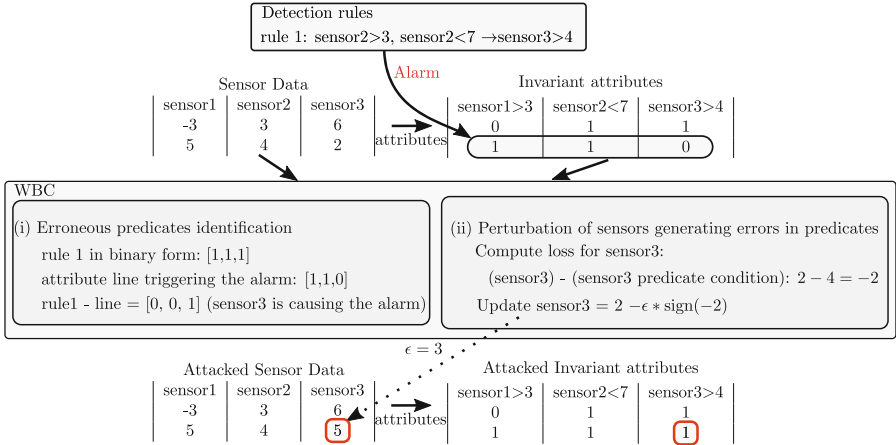 Detection rules
rule 1: sensor2>3, sensor2<7 →sensor3>4
Alarm
Sensor Data
sensor1 sensor2 sensor3
-3 3 6
5 4 2
attributes
Invariant attributes
sensor1>3 sensor2<7 sensor3>4
0 1 1
1 1 0
WBC
(i) Erroneous predicates identification
rule 1 in binary form: [1,1,1]
attribute line triggering the alarm: [1,1,0]
rule1 - line = [0, 0, 1] (sensor3 is causing the alarm)
(ii) Perturbation of sensors generating errors in predicates
Compute loss for sensor3:
(sensor3) - (sensor3 predicate condition): 2 − 4 = −2
Update sensor3 = 2 −ϵ ∗ sign(−2)
ϵ = 3
Attacked Sensor Data
sensor1 sensor2 sensor3
-3 3 6
5 4 5
attributes
Attacked Invariant attributes
sensor1>3 sensor2<7 sensor3>4
0 1 1
1 1 1